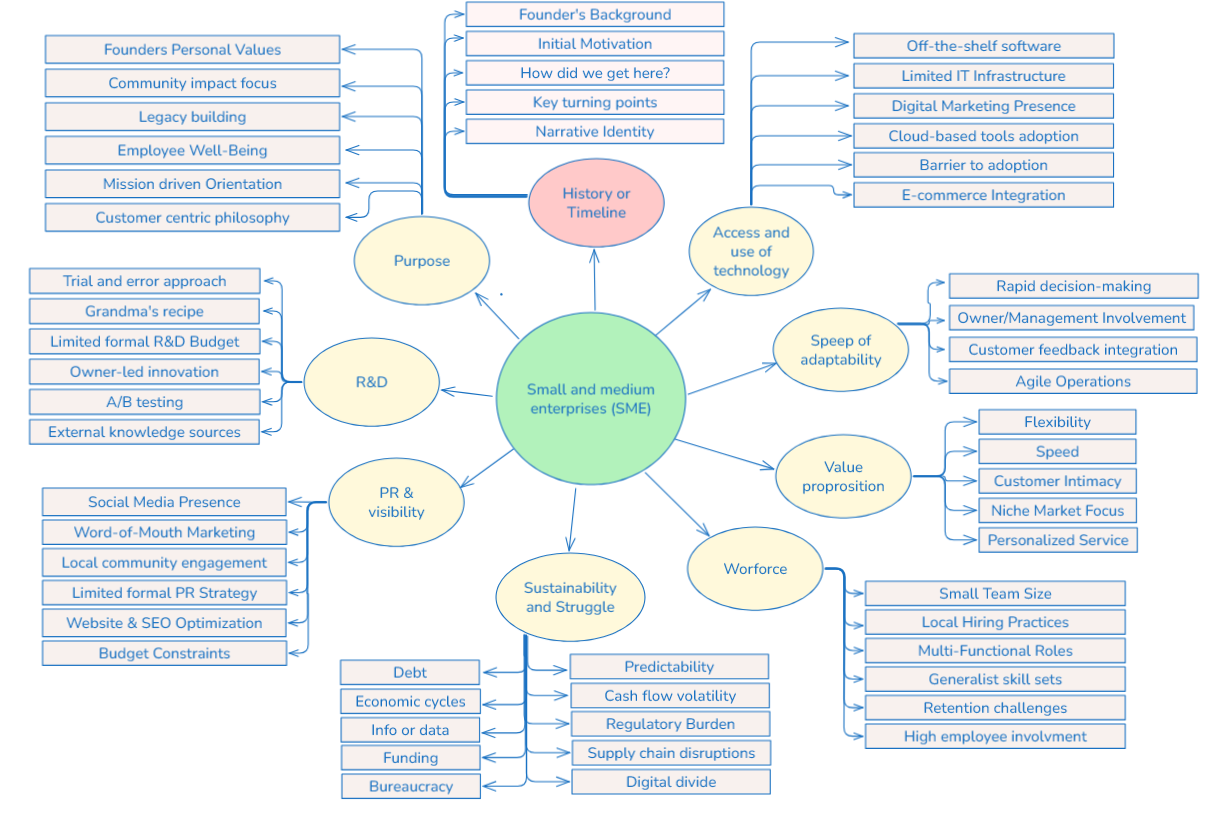 Founder's Background
Initial Motivation
How did we get here?
Key turning points
Narrative Identity
History or
Timeline
Founders Personal Values
Community impact focus
Legacy building
Employee Well-Being
Mission driven Orientation
Customer centric philosophy
Purpose
Off-the-shelf software
Limited IT Infrastructure
Digital Marketing Presence
Cloud-based tools adoption
Barrier to adoption
E-commerce Integration
Access and
use of
technology
Trial and error approach
Grandma's recipe
Limited formal R&D Budget
Owner-led innovation
A/B testing
External knowledge sources
R&D
Small and medium
enterprises (SME)
Speep of
adaptability
Rapid decision-making
Owner/Management Involvement
Customer feedback integration
Agile Operations
Value
proprosition
Flexibility
Speed
Customer Intimacy
Niche Market Focus
Personalized Service
Social Media Presence
Word-of-Mouth Marketing
Local community engagement
Limited formal PR Strategy
Website & SEO Optimization
Budget Constraints
PR &
visibility
Sustainability
and Struggle
Debt
Economic cycles
Info or data
Funding
Bureaucracy
Predictability
Cash flow volatility
Regulatory Burden
Supply chain disruptions
Digital divide
Worforce
Small Team Size
Local Hiring Practices
Multi-Functional Roles
Generalist skill sets
Retention challenges
High employee involvment